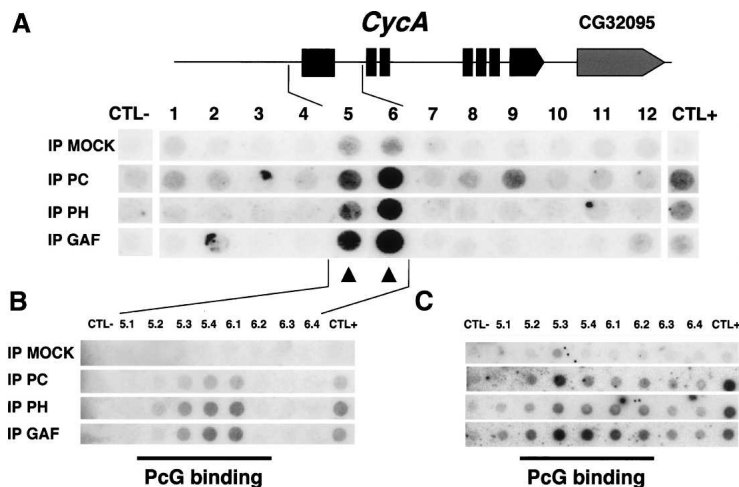 A
CycA
CG32095
CTL- 1 2 3 4 5 6 7 8 9 10 11 12 CTL+
IP MOCK
IP PC
IP PH
IP GAF
B
CTL- 5.1 5.2 5.3 5.4 6.1 6.2 6.3 6.4 CTL+
IP MOCK
IP PC
IP PH
IP GAF
PcG binding
C
CTL- 5.1 5.2 5.3 5.4 6.1 6.2 6.3 6.4 CTL+
PcG binding